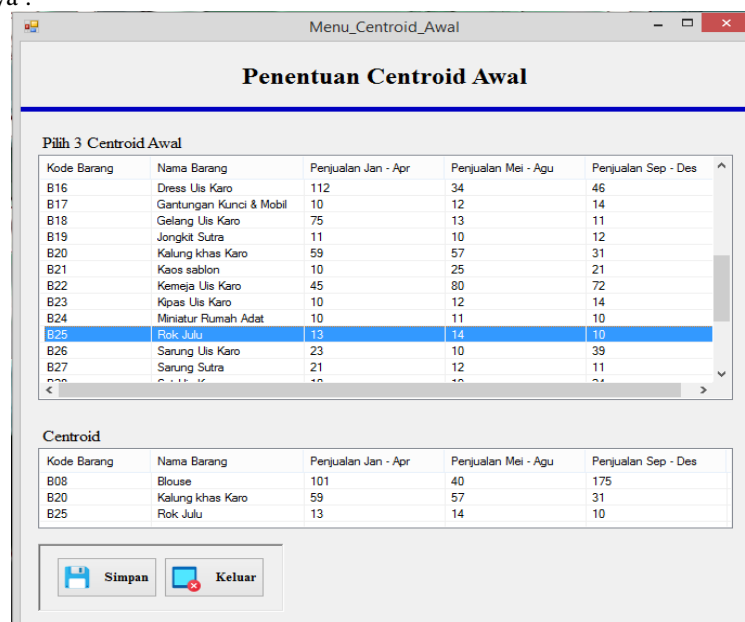 Menu_Centroid_Awal
Penentuan Centroid Awal
Pilih 3 Centroid Awal
Kode Barang Nama Barang Penjualan Jan - Apr Penjualan Mei - Agu Penjualan Sep - Des
B16 Dress Uis Karo 112 34 46
B17 Gantungan Kunci & Mobil 10 12 14
B18 Gelang Uis Karo 75 13 11
B19 Jongkit Sutra 11 10 12
B20 Kalung khas Karo 59 57 31
B21 Kaos sablon 10 25 21
B22 Kemeja Uis Karo 45 80 72
B23 Kipas Uis Karo 10 12 14
B24 Miniatur Rumah Adat 10 11 10
B25 Rok Julu 13 14 10
B26 Sarung Uis Karo 23 10 39
B27 Sarung Sutra 21 12 11
Centroid
Kode Barang Nama Barang Penjualan Jan - Apr Penjualan Mei - Agu Penjualan Sep - Des
B08 Blouse 101 40 175
B20 Kalung khas Karo 59 57 31
B25 Rok Julu 13 14 10
Simpan Keluar